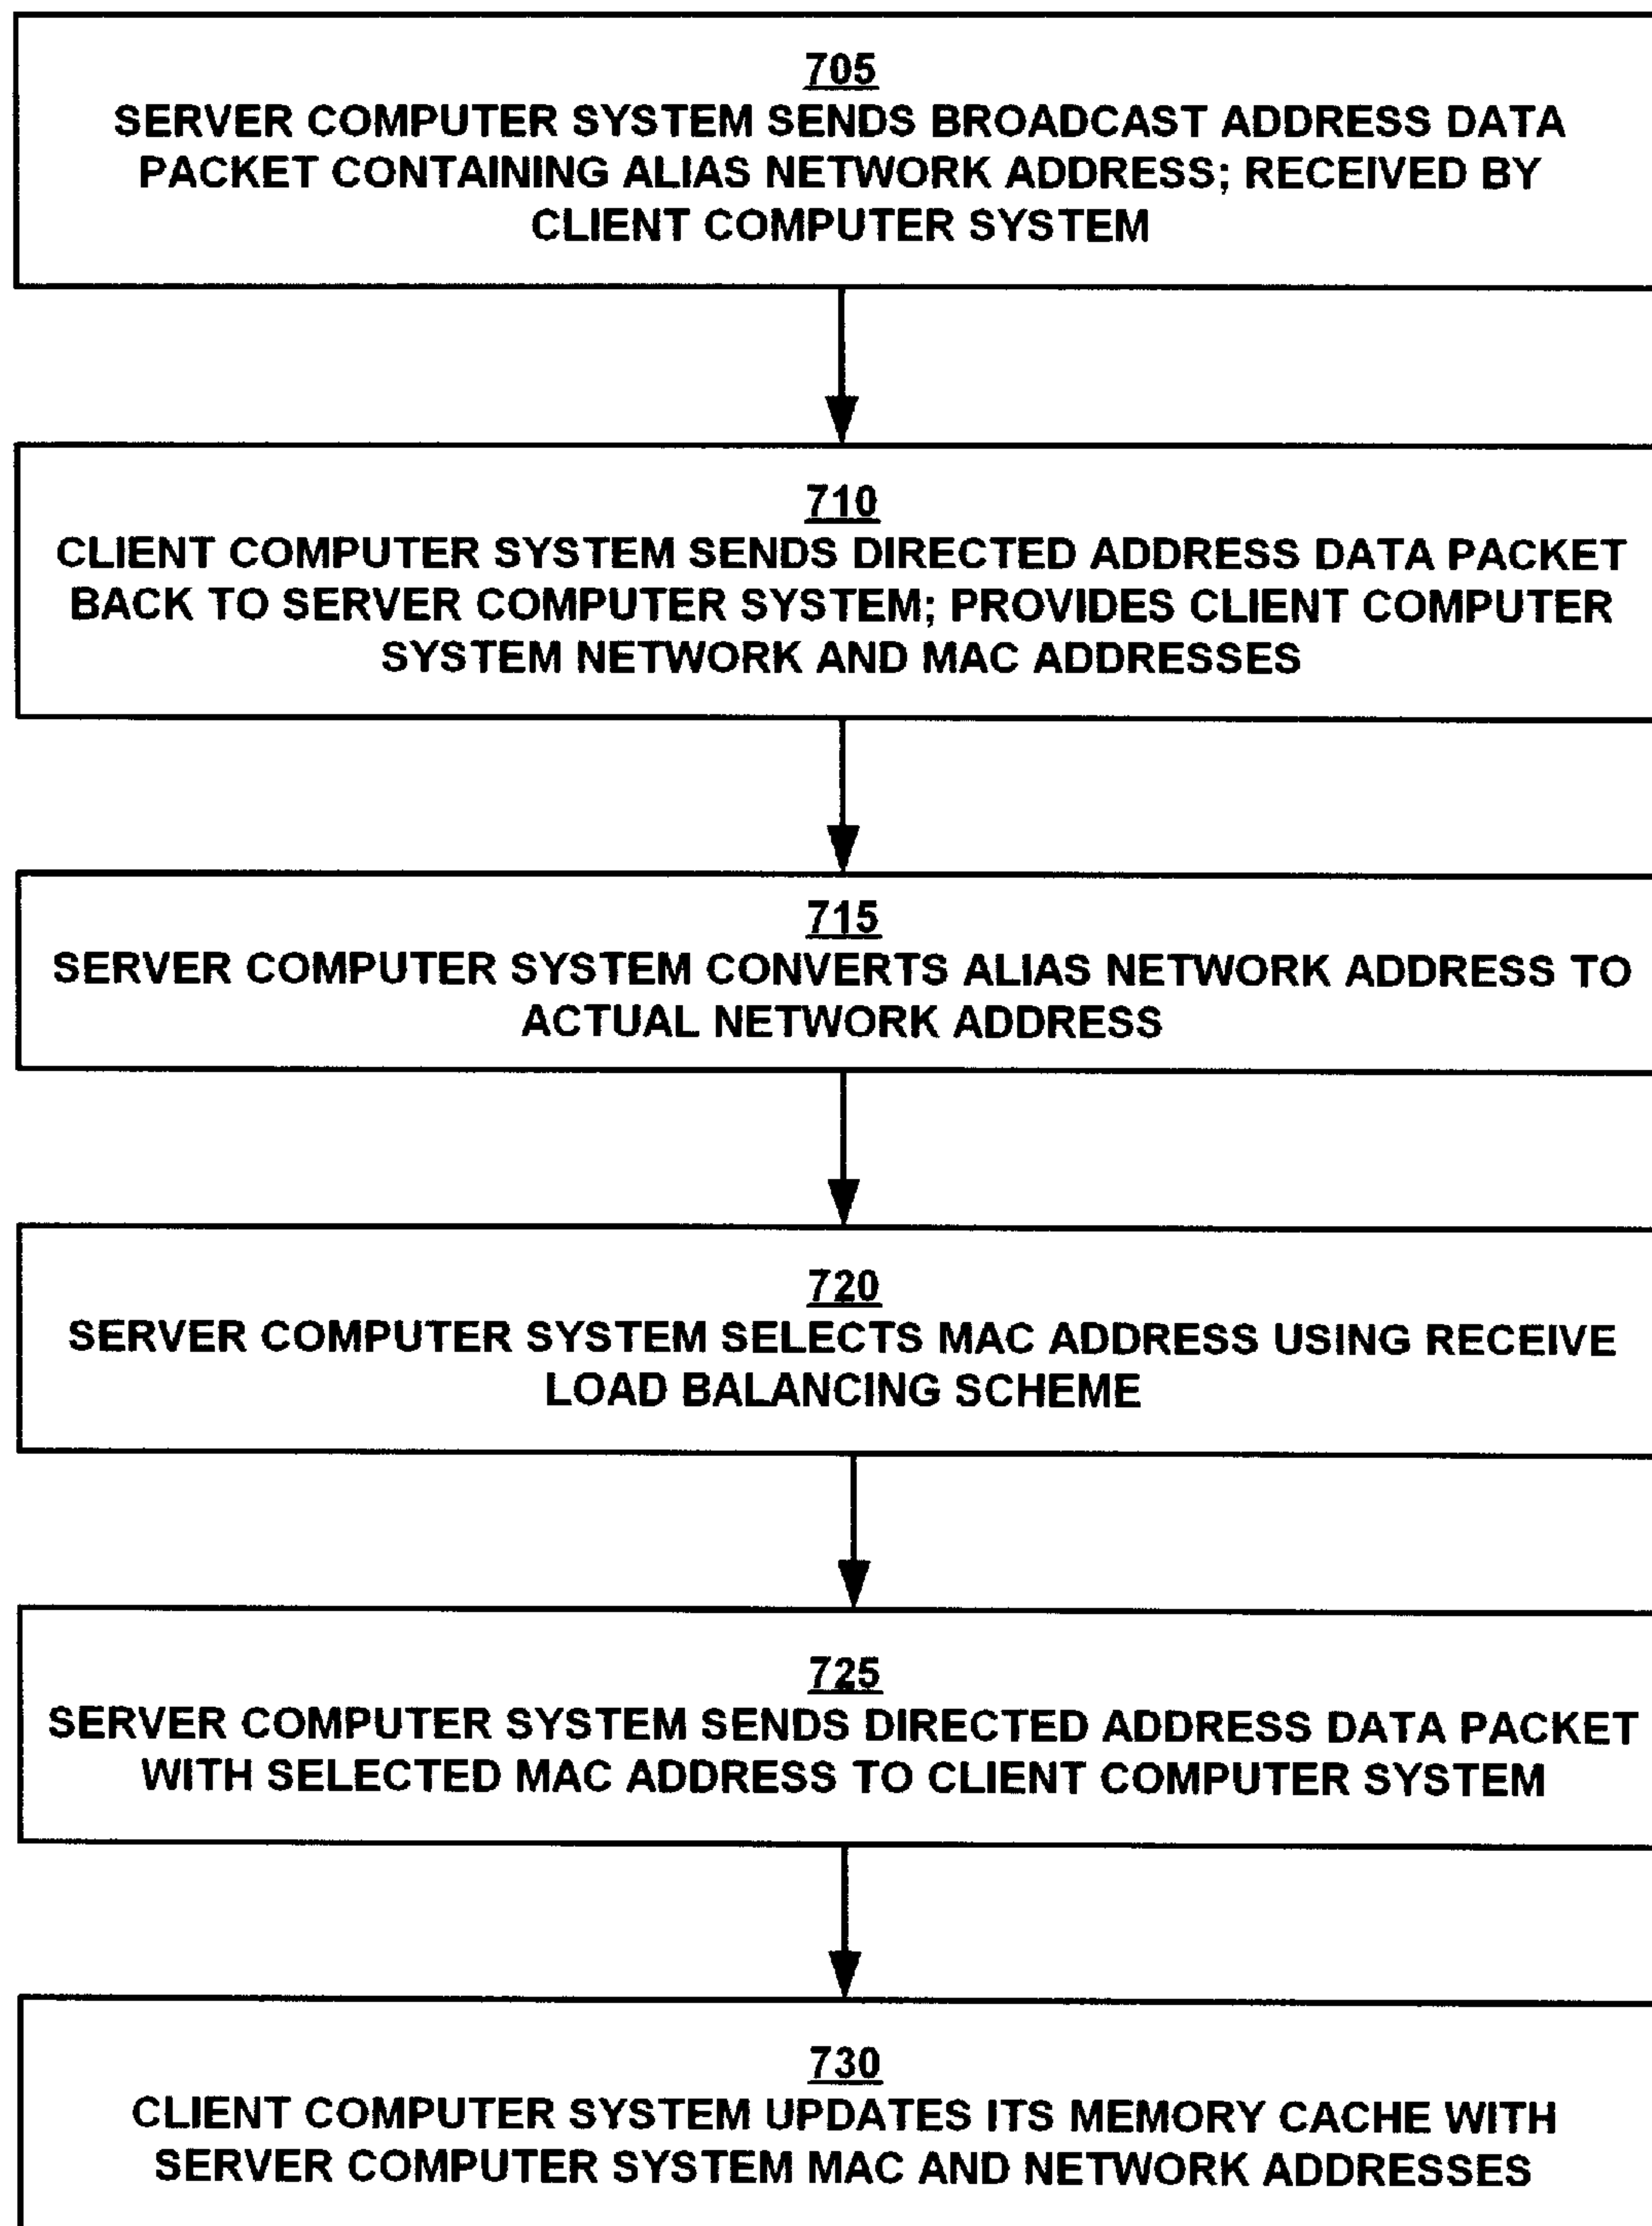 705
SERVER COMPUTER SYSTEM SENDS BROADCAST ADDRESS DATA
PACKET CONTAINING ALIAS NETWORK ADDRESS; RECEIVED BY
CLIENT COMPUTER SYSTEM
710
CLIENT COMPUTER SYSTEM SENDS DIRECTED ADDRESS DATA PACKET
BACK TO SERVER COMPUTER SYSTEM; PROVIDES CLIENT COMPUTER
SYSTEM NETWORK AND MAC ADDRESSES
715
SERVER COMPUTER SYSTEM CONVERTS ALIAS NETWORK ADDRESS TO
ACTUAL NETWORK ADDRESS
720
SERVER COMPUTER SYSTEM SELECTS MAC ADDRESS USING RECEIVE
LOAD BALANCING SCHEME
725
SERVER COMPUTER SYSTEM SENDS DIRECTED ADDRESS DATA PACKET
WITH SELECTED MAC ADDRESS TO CLIENT COMPUTER SYSTEM
730
CLIENT COMPUTER SYSTEM UPDATES ITS MEMORY CACHE WITH
SERVER COMPUTER SYSTEM MAC AND NETWORK ADDRESSES